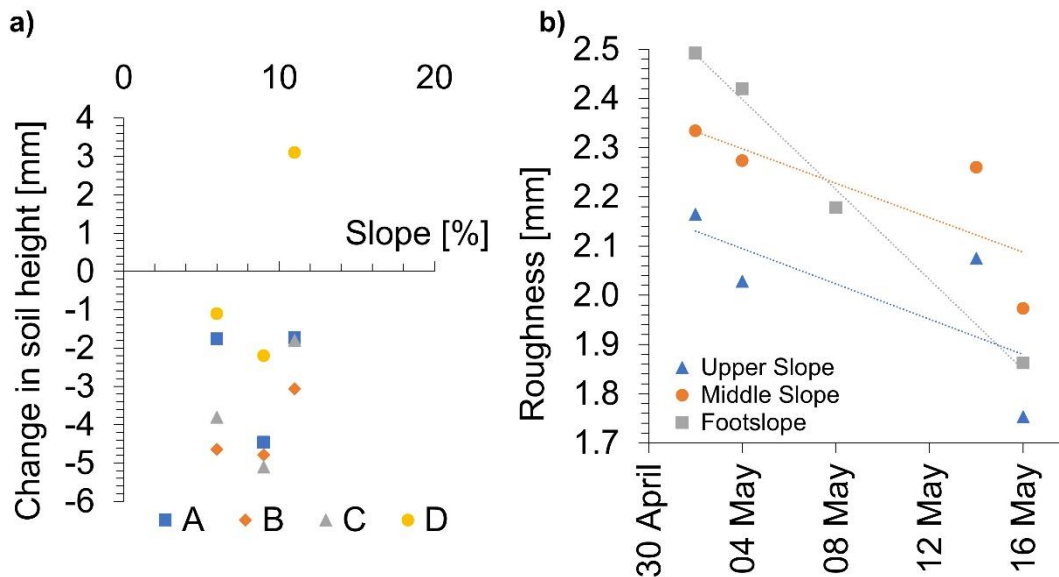 a)
0 10 20
4
3
2
1
0
-1
-2
-3
-4
-5
-6
Change in soil height [mm]
Slope [%]
A B C D
b)
2.5
2.4
2.3
2.2
2.1
2.0
1.9
1.8
1.7
Roughness [mm]
Upper Slope
Middle Slope
Footslope
30 April
04 May
08 May
12 May
16 May